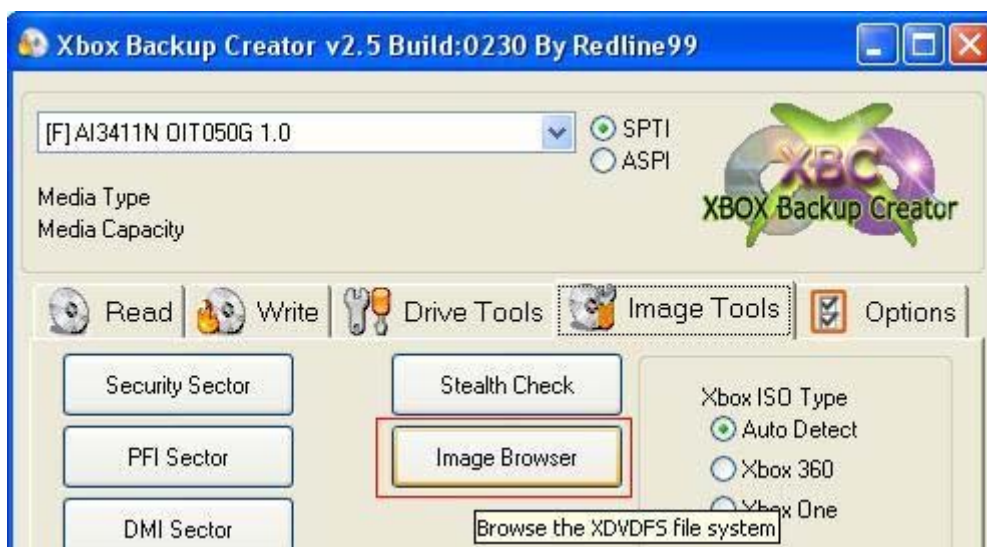 Xbox Backup Creator v2.5 Build:0230 By Redline99
[F] AI3411N OIT050G 1.0
SPTI
ASPI
Media Type
Media Capacity
XBC
XBOX Backup Creator
Read Write Drive Tools Image Tools Options
Security Sector
Stealth Check
Xbox ISO Type
Auto Detect
PFI Sector
Image Browser
Xbox 360
Xbox One
DMI Sector
Browse the XDVDFS file system